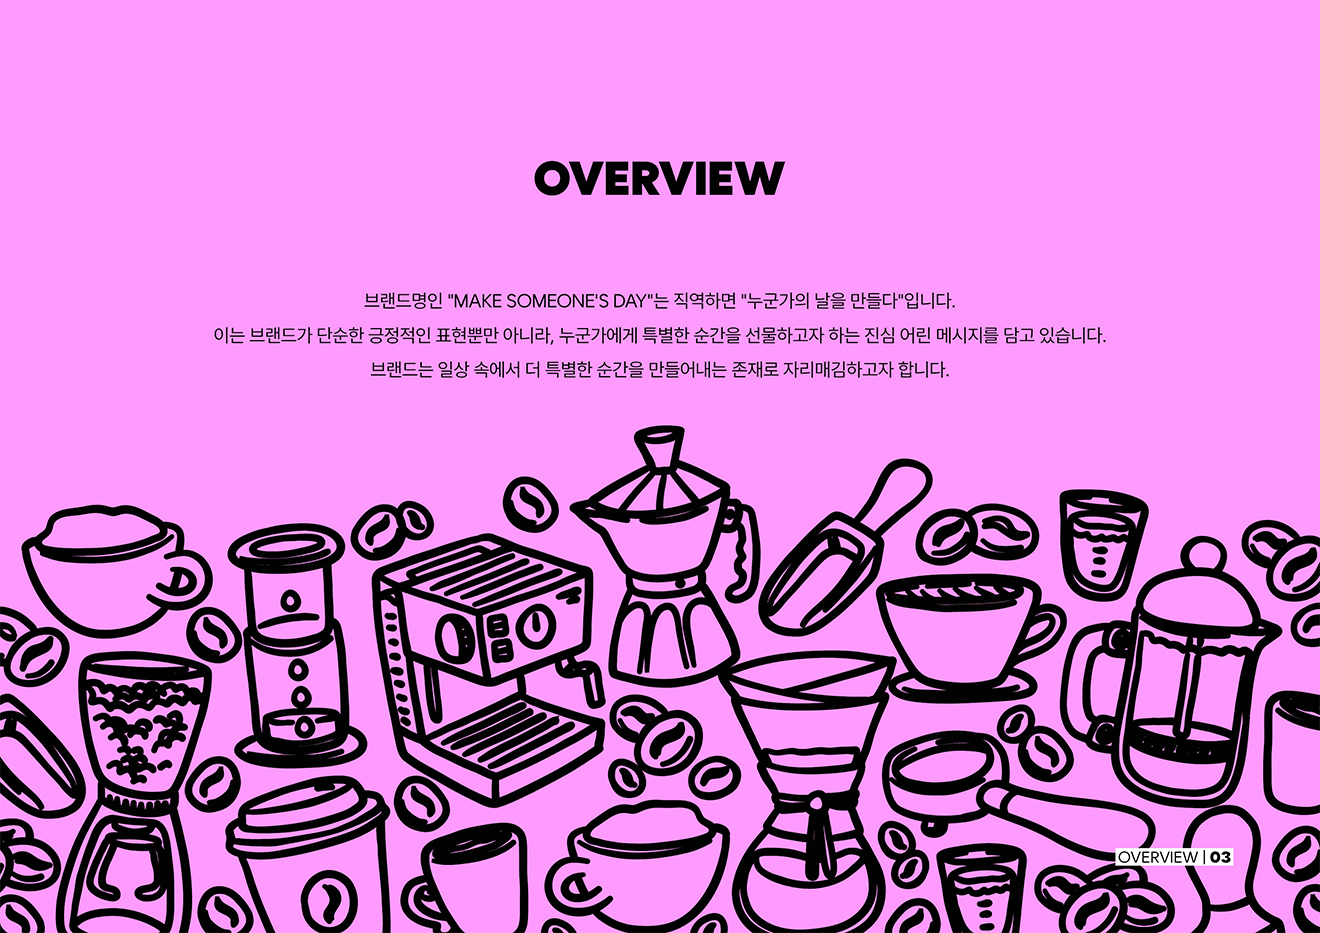 OVERVIEW
브랜드명인 "MAKE SOMEONE'S DAY"는 직역하면 "누군가의 날을 만들다"입니다.
이는 브랜드가 단순한 긍정적인 표현뿐만 아니라, 누군가에게 특별한 순간을 선물하고자 하는 진심 어린 메시지를 담고 있습니다.
브랜드는 일상 속에서 더 특별한 순간을 만들어내는 존재로 자리매김하고자 합니다.
OVERVIEW | 03